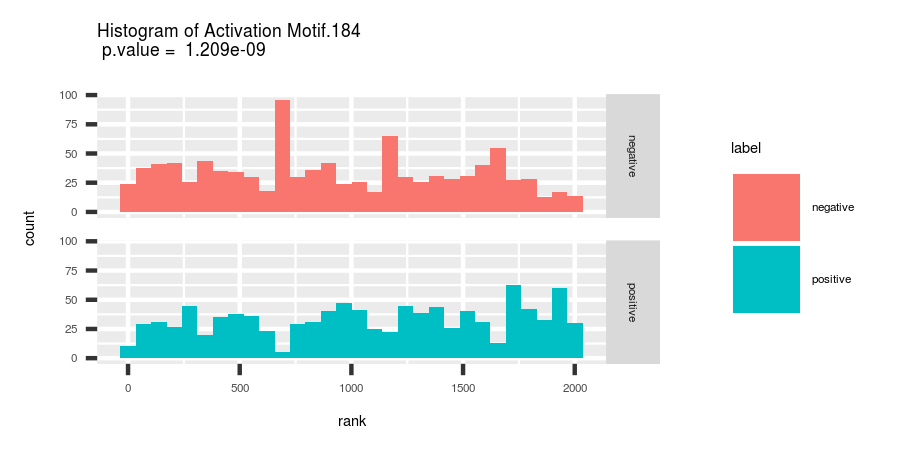 Histogram of Activation Motif.184
p.value = 1.209e-09
100
75
50
25
0
negative
100
75
50
25
0
positive
0
500
1000
1500
2000
rank
count
label
negative
positive